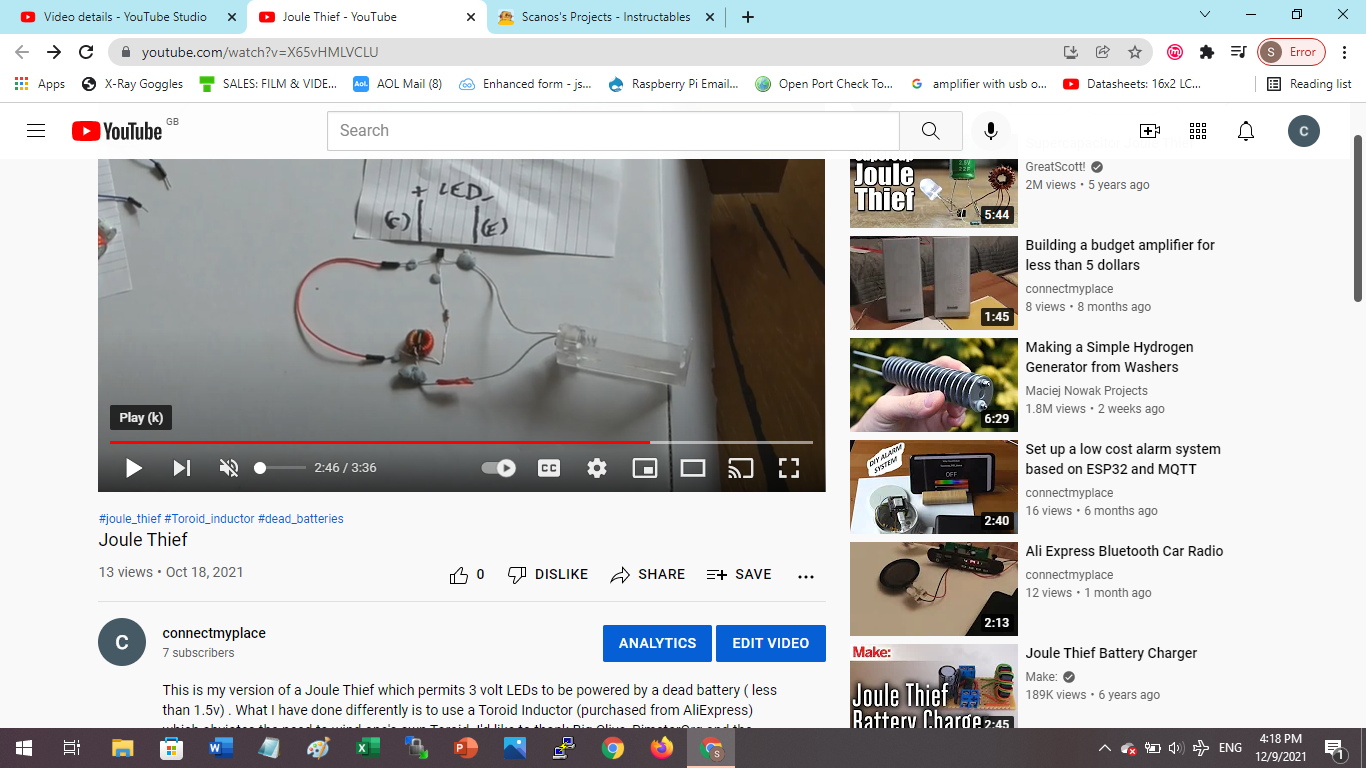 Video details - YouTube Studio
Joule Thief - YouTube
Scanos's Projects - Instructables
youtube.com/watch?v=X65vHMLVCLU
S Error
Apps
X-Ray Goggles
SALES: FILM & VIDE...
Aol. AOL Mail (8)
Enhanced form - js...
Raspberry Pi Email...
Open Port Check To...
G amplifier with usb o...
Datasheets: 16x2 LC...
Reading list
YouTube GB
Search
C
+ LED
(C)
(E)
Play (k)
2:46 / 3:36
CC
#joule_thief #Toroid_inductor #dead_batteries
Joule Thief
13 views • Oct 18, 2021
0
DISLIKE
SHARE
SAVE
C
connectmyplace
7 subscribers
ANALYTICS
EDIT VIDEO
This is my version of a Joule Thief which permits 3 volt LEDs to be powered by a dead battery ( less
than 1.5v) . What I have done differently is to use a Toroid Inductor (purchased from AliExpress)
Joule
Thief
5:44
GreatScott!
2M views • 5 years ago
1:45
Building a budget amplifier for
less than 5 dollars
connectmyplace
8 views • 8 months ago
6:29
Making a Simple Hydrogen
Generator from Washers
Maciej Nowak Projects
1.8M views • 2 weeks ago
DIY ALARM
SYSTEM
OFF
2:40
Set up a low cost alarm system
based on ESP32 and MQTT
connectmyplace
16 views • 6 months ago
2:13
Ali Express Bluetooth Car Radio
connectmyplace
12 views • 1 month ago
Make:
Joule Thief
Battery Charge
2:45
Joule Thief Battery Charger
Make:
189K views • 6 years ago
ENG
4:18 PM
12/9/2021
1